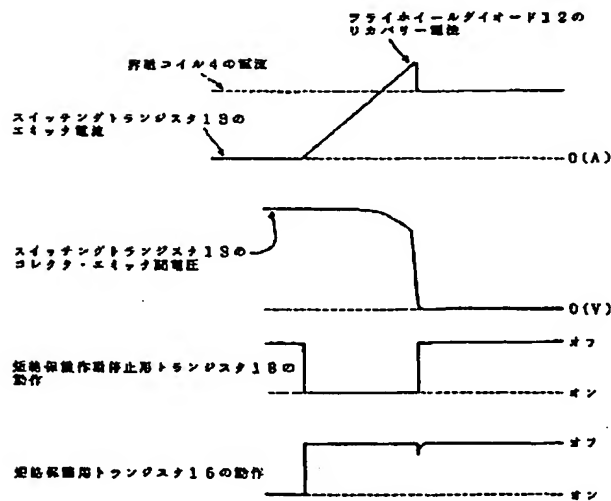 フライホイールダイオード12の
リカバリー電流
界磁コイル4の電流
スイッチングトランジスタ13の
エミッタ電流
0(A)
スイッチングトランジスタ13の
コレクタ・エミッタ間電圧
0(V)
オフ
短絡保護作動停止用トランジスタ18の
動作
オン
オフ
短絡保護用トランジスタ16の動作
オン